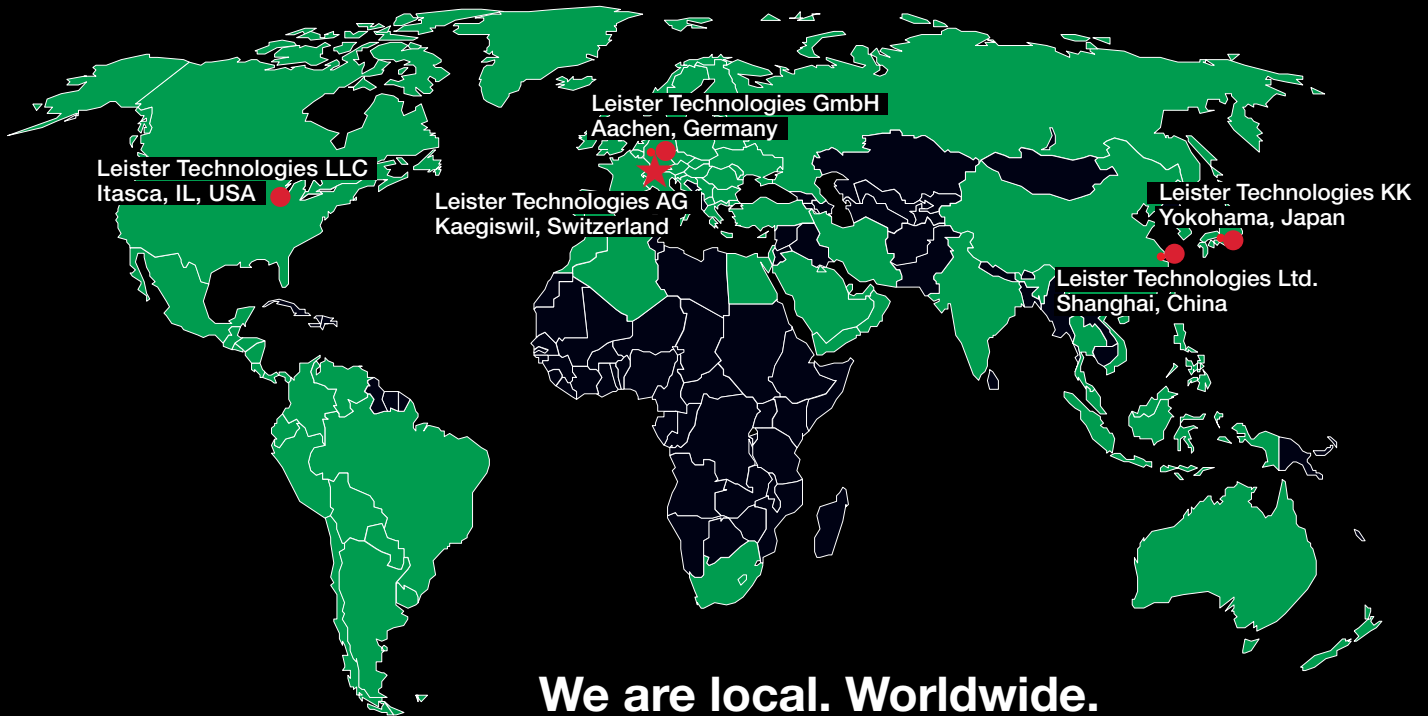 Leister Technologies GmbH
Aachen, Germany
Leister Technologies LLC
Itasca, IL, USA
Leister Technologies AG
Kaegiswil, Switzerland
Leister Technologies KK
Yokohama, Japan
Leister Technologies Ltd.
Shanghai, China
We are local. Worldwide.